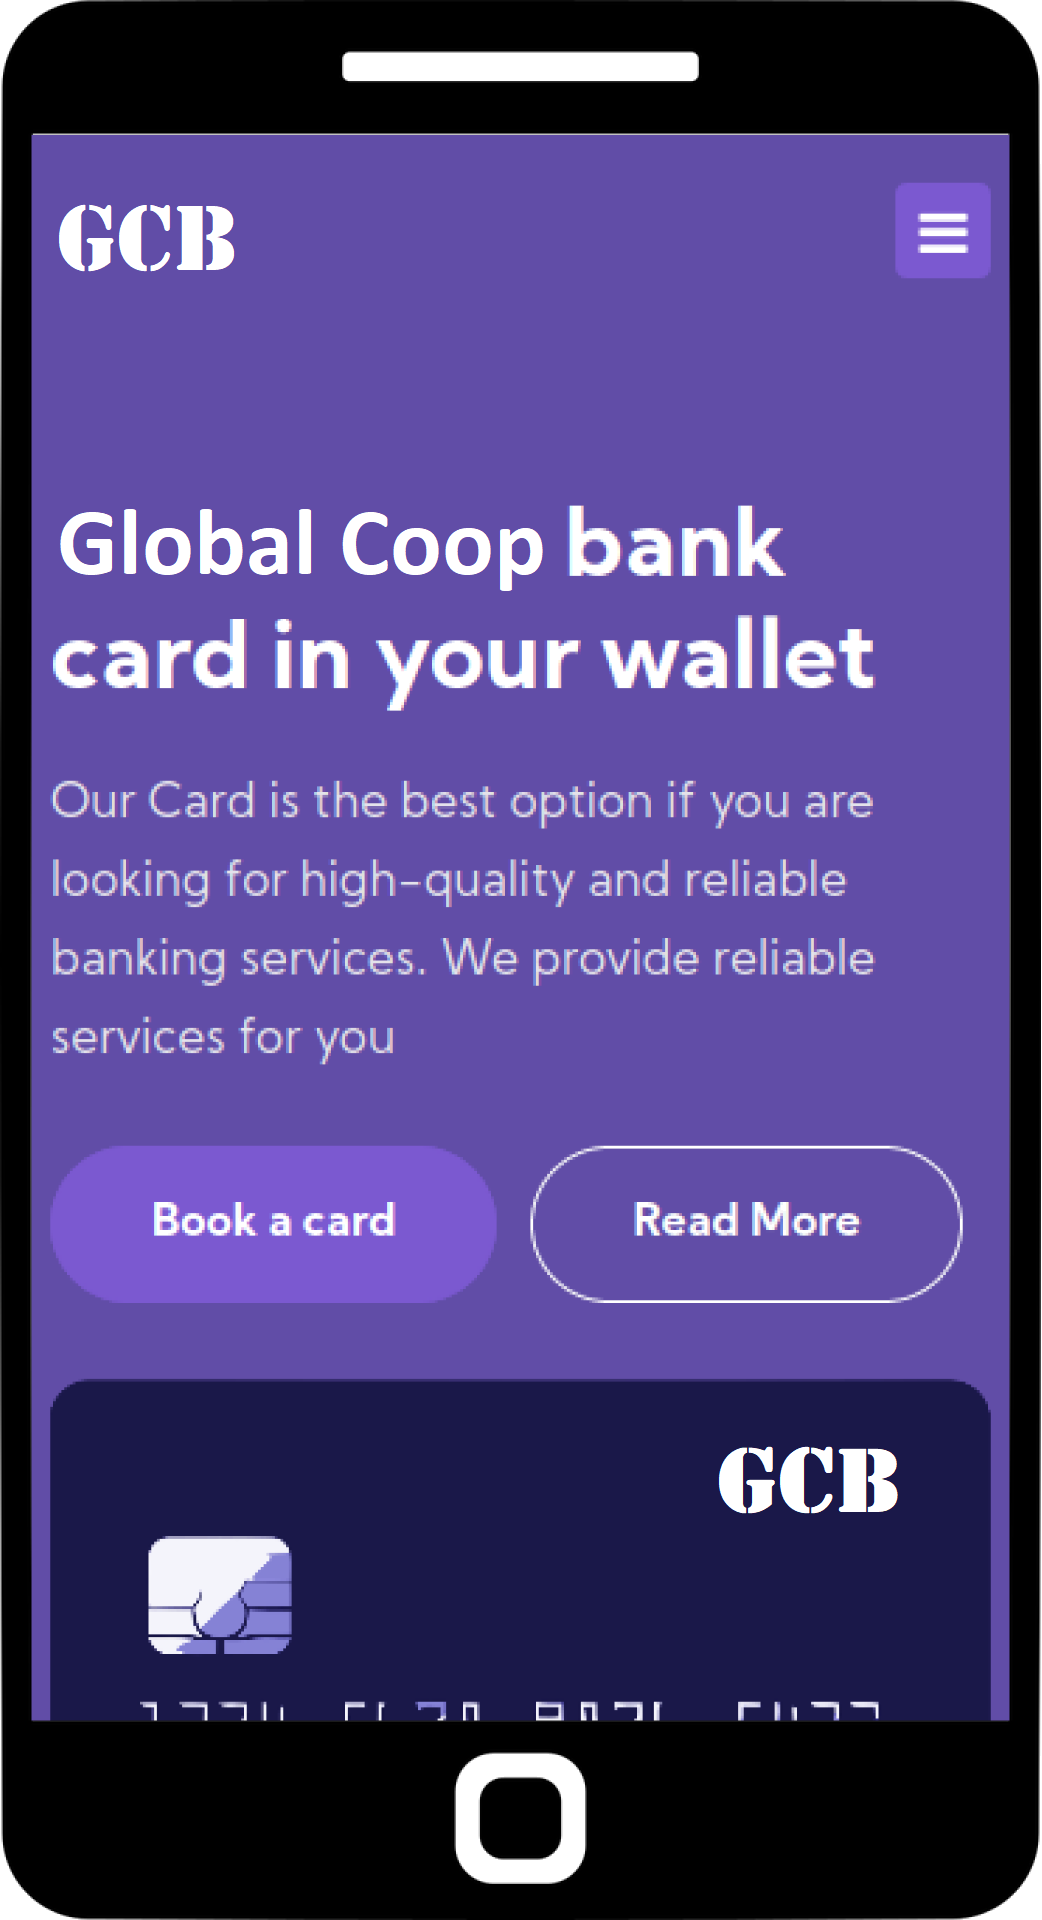 GCB
Global Coop bank
card in your wallet
Our Card is the best option if you are
looking for high-quality and reliable
banking services. We provide reliable
services for you
Book a card
Read More
GCB